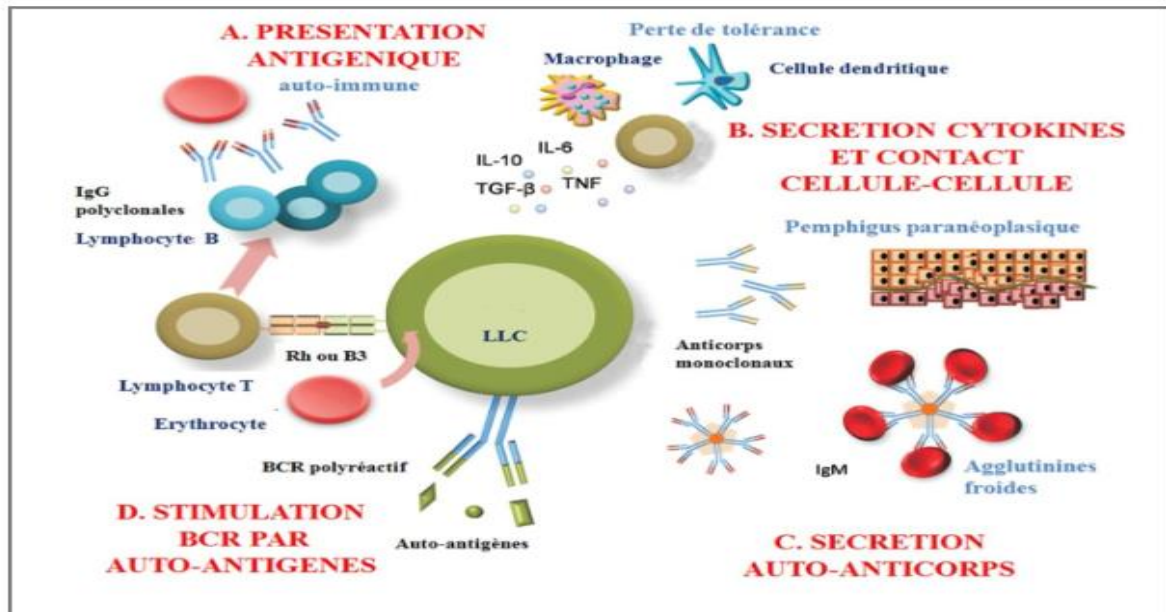 A. PRESENTATION
ANTIGENIQUE
auto-immune
IgG
polyclonales
Lymphocyte B
Rh ou B3
Lymphocyte T
Erythrocyte
LLC
Perte de tolérance
Macrophage
Cellule dendritique
IL-10
IL-6
TGF-β
TNF
B. SECRETION CYTOKINES
ET CONTACT
CELLULE-CELLULE
Pemphigus paranéoplasique
Anticorps
monoclonaux
IgM
Agglutinines
froides
C. SECRETION
AUTO-ANTICORPS
BCR polyréactif
Auto-antigènes
D. STIMULATION
BCR PAR
AUTO-ANTIGENES